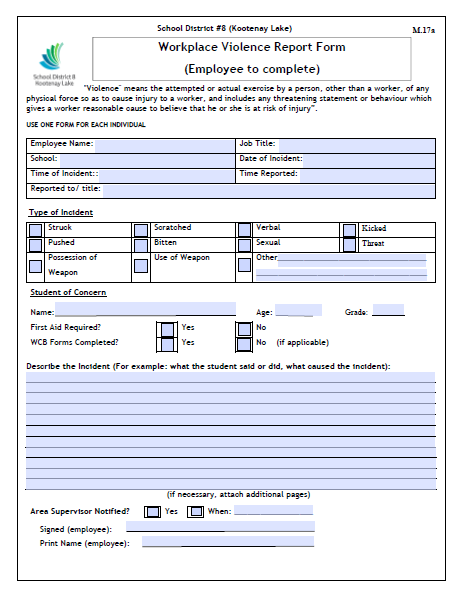 School District #8 (Kootenay Lake)
M.17a
Workplace Violence Report Form
(Employee to complete)
School District 8
Kootenay Lake
"Violence" means the attempted or actual exercise by a person, other than a worker, of any
physical force so as to cause injury to a worker, and includes any threatening statement or behaviour which
gives a worker reasonable cause to believe that he or she is at risk of injury".
USE ONE FORM FOR EACH INDIVIDUAL
Employee Name: Job Title:
School: Date of Incident:
Time of Incident:: Time Reported:
Reported to/ title:
Type of Incident
Struck Scratched Verbal Kicked
Pushed Bitten Sexual Threat
Possession of Weapon Use of Weapon Other
Student of Concern
Name: Age: Grade:
First Aid Required? Yes No
WCB Forms Completed? Yes No (if applicable)
Describe the Incident (For example: what the student said or did, what caused the incident):
(if necessary, attach additional pages)
Area Supervisor Notified? Yes When:
Signed (employee):
Print Name (employee):